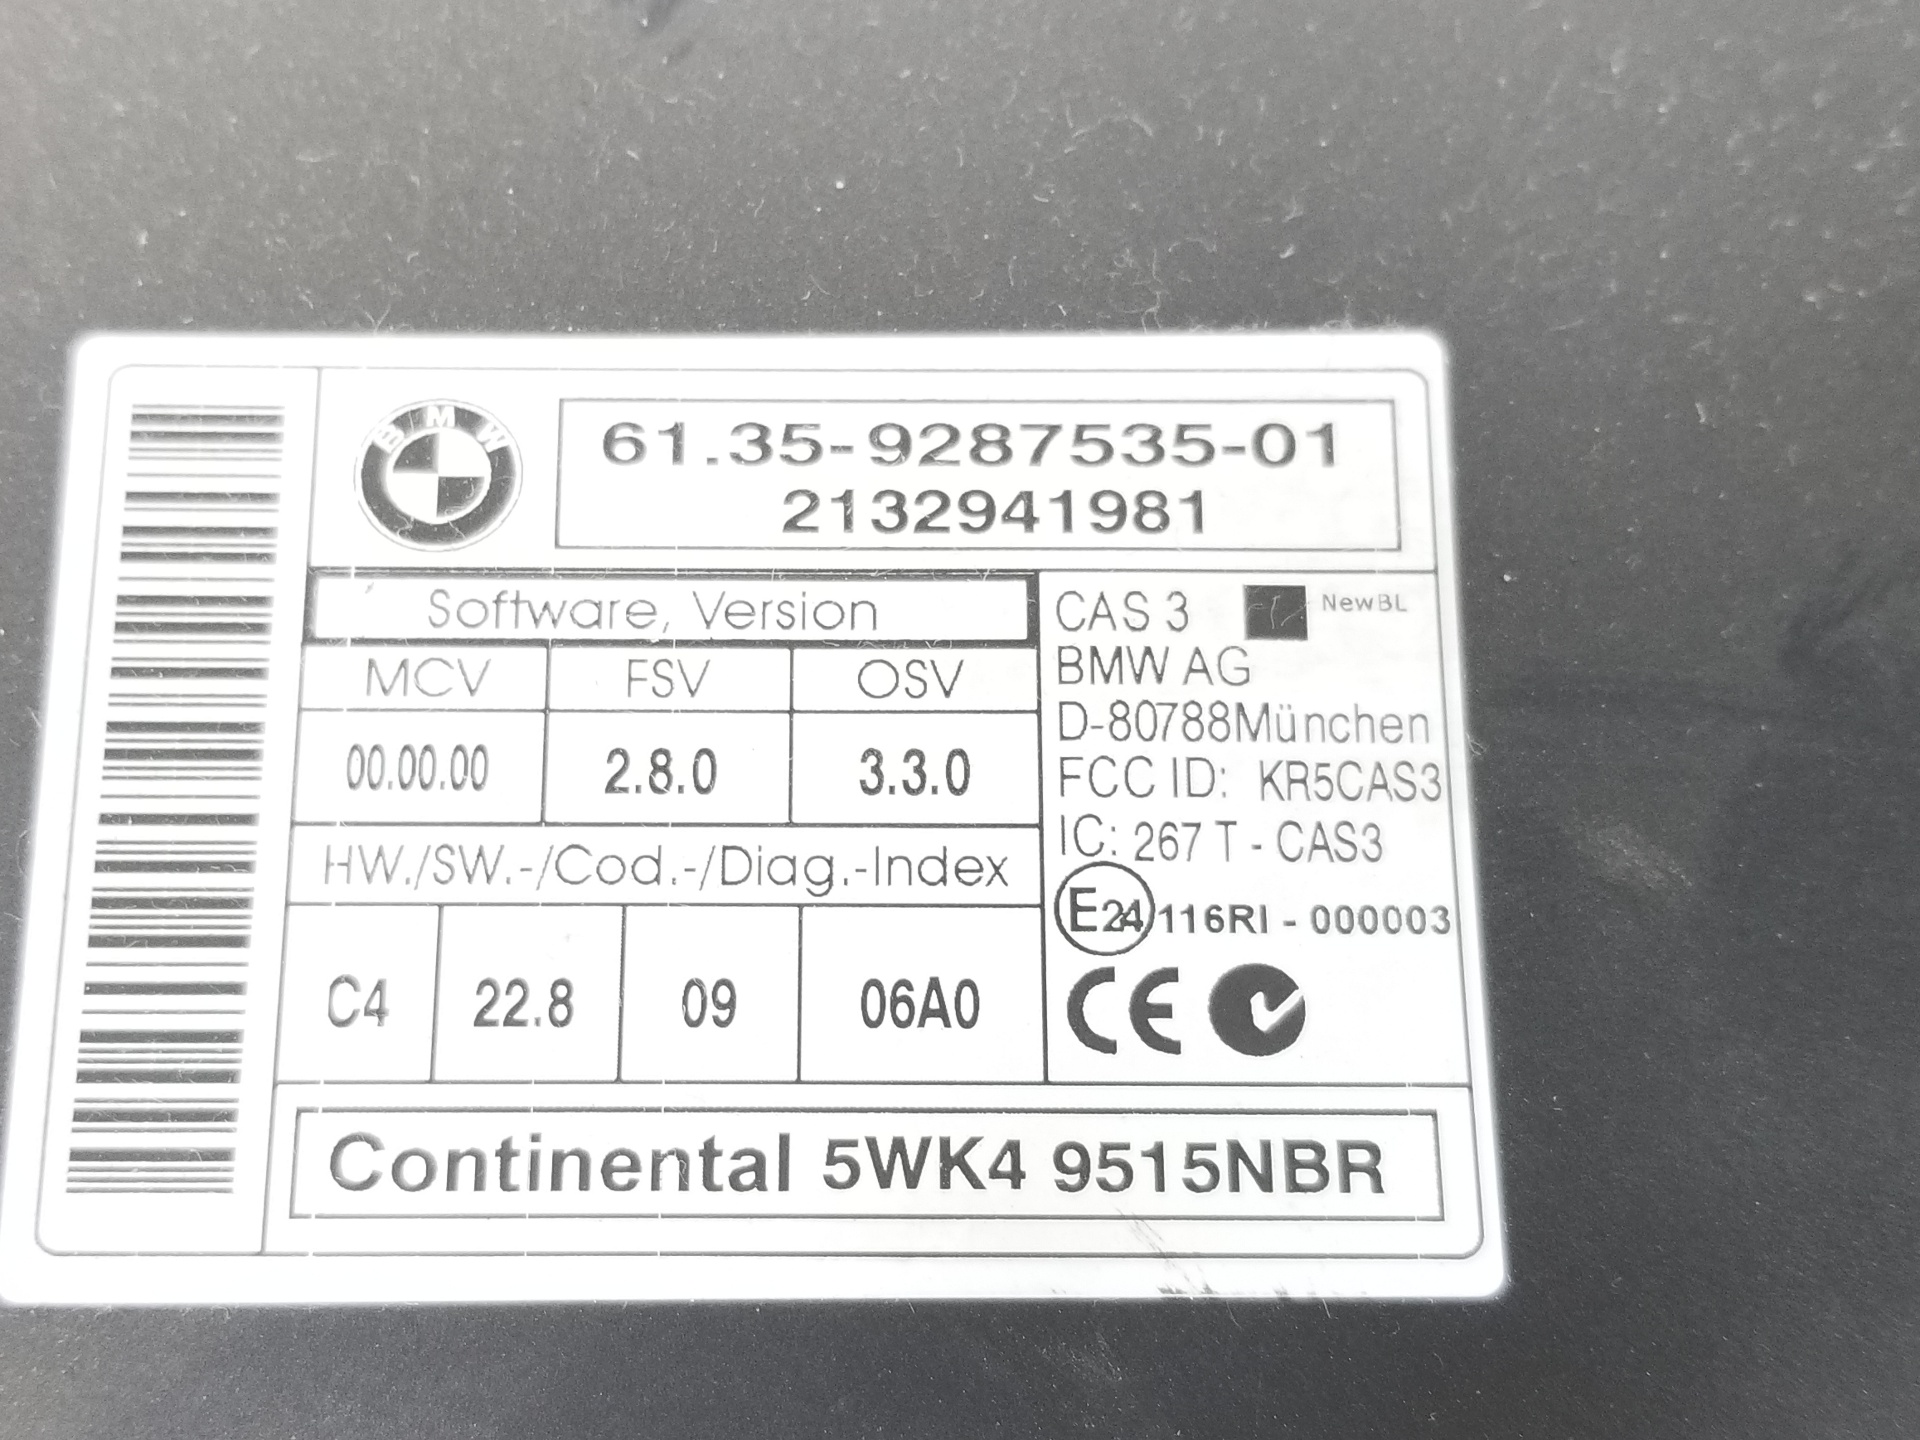 BMW
61.35-9287535-01
2132941981
Software, Version
MCV FSV OSV
00.00.00 2.8.0 3.3.0
HW./SW.-/Cod.-/Diag.-Index
C4 22.8 09 06A0
CAS 3 NewBL
BMW AG
D-80788München
FCC ID: KR5CAS3
IC: 267 T - CAS3
E24 116RI - 000003
CE
Continental 5WK4 9515NBR